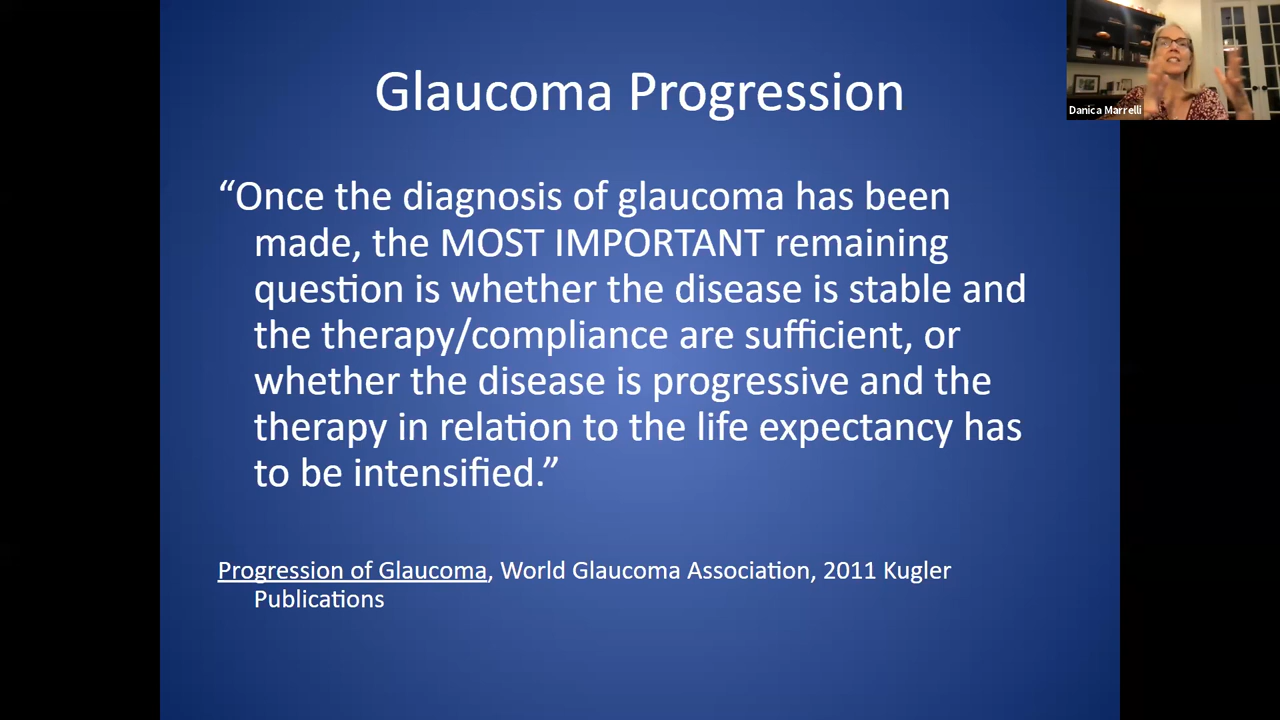 Glaucoma Progression
Danica Marrelli
“Once the diagnosis of glaucoma has been
made, the MOST IMPORTANT remaining
question is whether the disease is stable and
the therapy/compliance are sufficient, or
whether the disease is progressive and the
therapy in relation to the life expectancy has
to be intensified.”
Progression of Glaucoma, World Glaucoma Association, 2011 Kugler
Publications